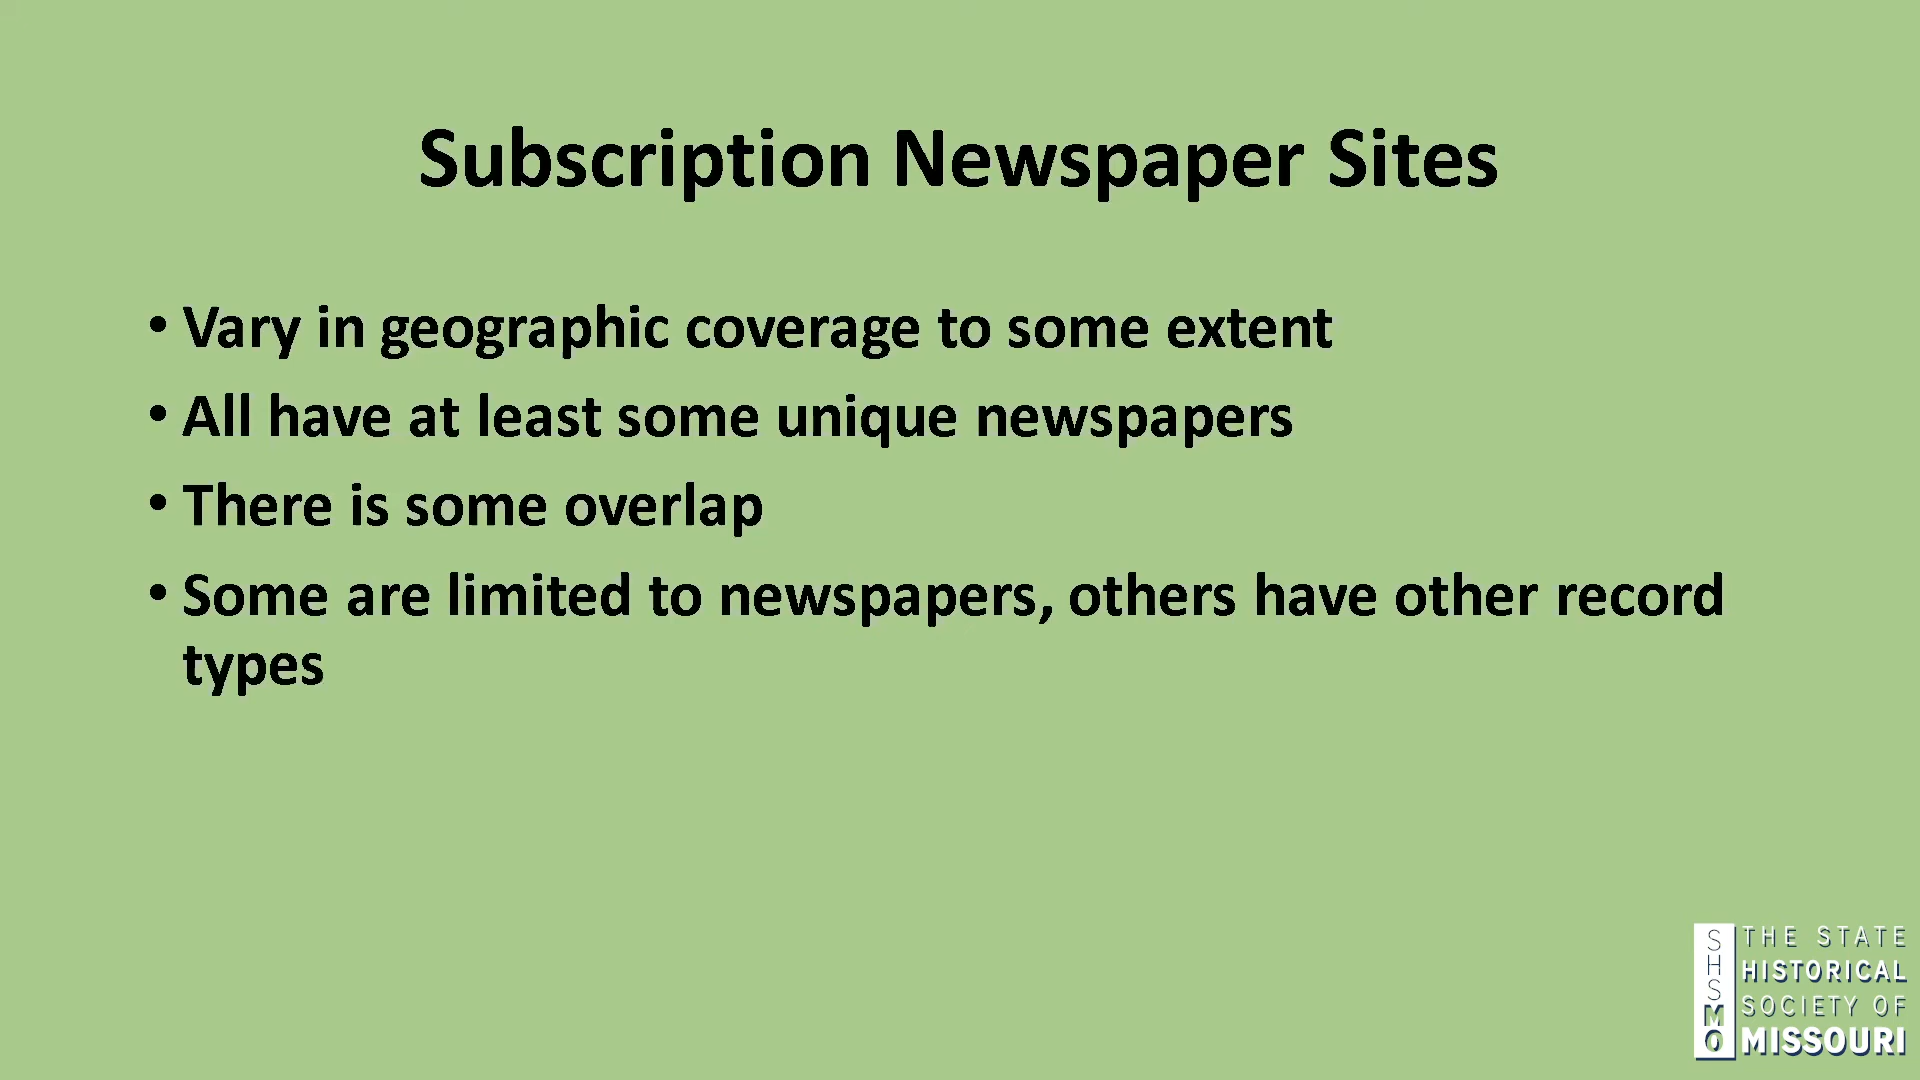 Subscription Newspaper Sites
• Vary in geographic coverage to some extent
• All have at least some unique newspapers
• There is some overlap
• Some are limited to newspapers, others have other record
types
SHSMO
THE STATE
HISTORICAL
SOCIETY OF
MISSOURI